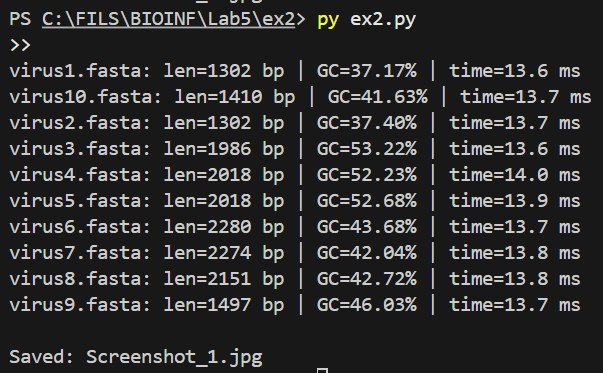 PS C:\FILS\BIOINF\Lab5\ex2> py ex2.py
>>
virus1.fasta: len=1302 bp | GC=37.17% | time=13.6 ms
virus10.fasta: len=1410 bp | GC=41.63% | time=13.7 ms
virus2.fasta: len=1302 bp | GC=37.40% | time=13.7 ms
virus3.fasta: len=1986 bp | GC=53.22% | time=13.6 ms
virus4.fasta: len=2018 bp | GC=52.23% | time=14.0 ms
virus5.fasta: len=2018 bp | GC=52.68% | time=13.9 ms
virus6.fasta: len=2280 bp | GC=43.68% | time=13.7 ms
virus7.fasta: len=2274 bp | GC=42.04% | time=13.8 ms
virus8.fasta: len=2151 bp | GC=42.72% | time=13.8 ms
virus9.fasta: len=1497 bp | GC=46.03% | time=13.7 ms
Saved: Screenshot_1.jpg